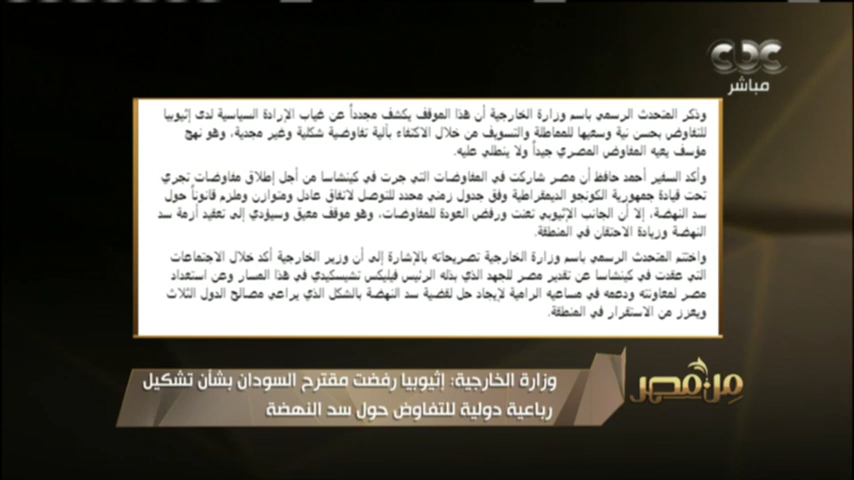 cbc
مباشر
وذكر المتحدث الرسمي باسم وزارة الخارجية أن هذا الموقف يكشف مجدداً عن غياب الإرادة السياسية لدى إثيوبيا
للتفاوض بحسن نية وسعيها للمماطلة والتسويف من خلال الاكتفاء بآلية تفاوضية شكلية وغير مجدية، وهو نهج
مؤسف يعيه المفاوض المصري جيداً ولا ينطلي عليه.
وأكد السفير أحمد حافظ أن مصر شاركت في المفاوضات التي جرت في كينشاسا من أجل إطلاق مفاوضات تجري
تحت قيادة جمهورية الكونجو الديمقراطية وفق جدول زمني محدد للتوصل لاتفاق عادل ومتوازن وملزم قانوناً حول
سد النهضة، إلا أن الجانب الإثيوبي تعنت ورفض العودة للمفاوضات، وهو موقف معيق وسيؤدي إلى تعقيد أزمة سد
النهضة وزيادة الاحتقان في المنطقة.
واختتم المتحدث الرسمي باسم وزارة الخارجية تصريحاته بالإشارة إلى أن وزير الخارجية أكد خلال الاجتماعات
التي عقدت في كينشاسا عن تقدير مصر للجهد الذي بذله الرئيس فيليكس تشيسكيدي في هذا المسار وعن استعداد
مصر لمعاونته ودعمه في مساعيه الرامية لإيجاد حل لقضية سد النهضة بالشكل الذي يراعي مصالح الدول الثلاث
ويعزز من الاستقرار في المنطقة.
وزارة الخارجية: إثيوبيا رفضت مقترح السودان بشأن تشكيل
رباعية دولية للتفاوض حول سد النهضة
من مصر